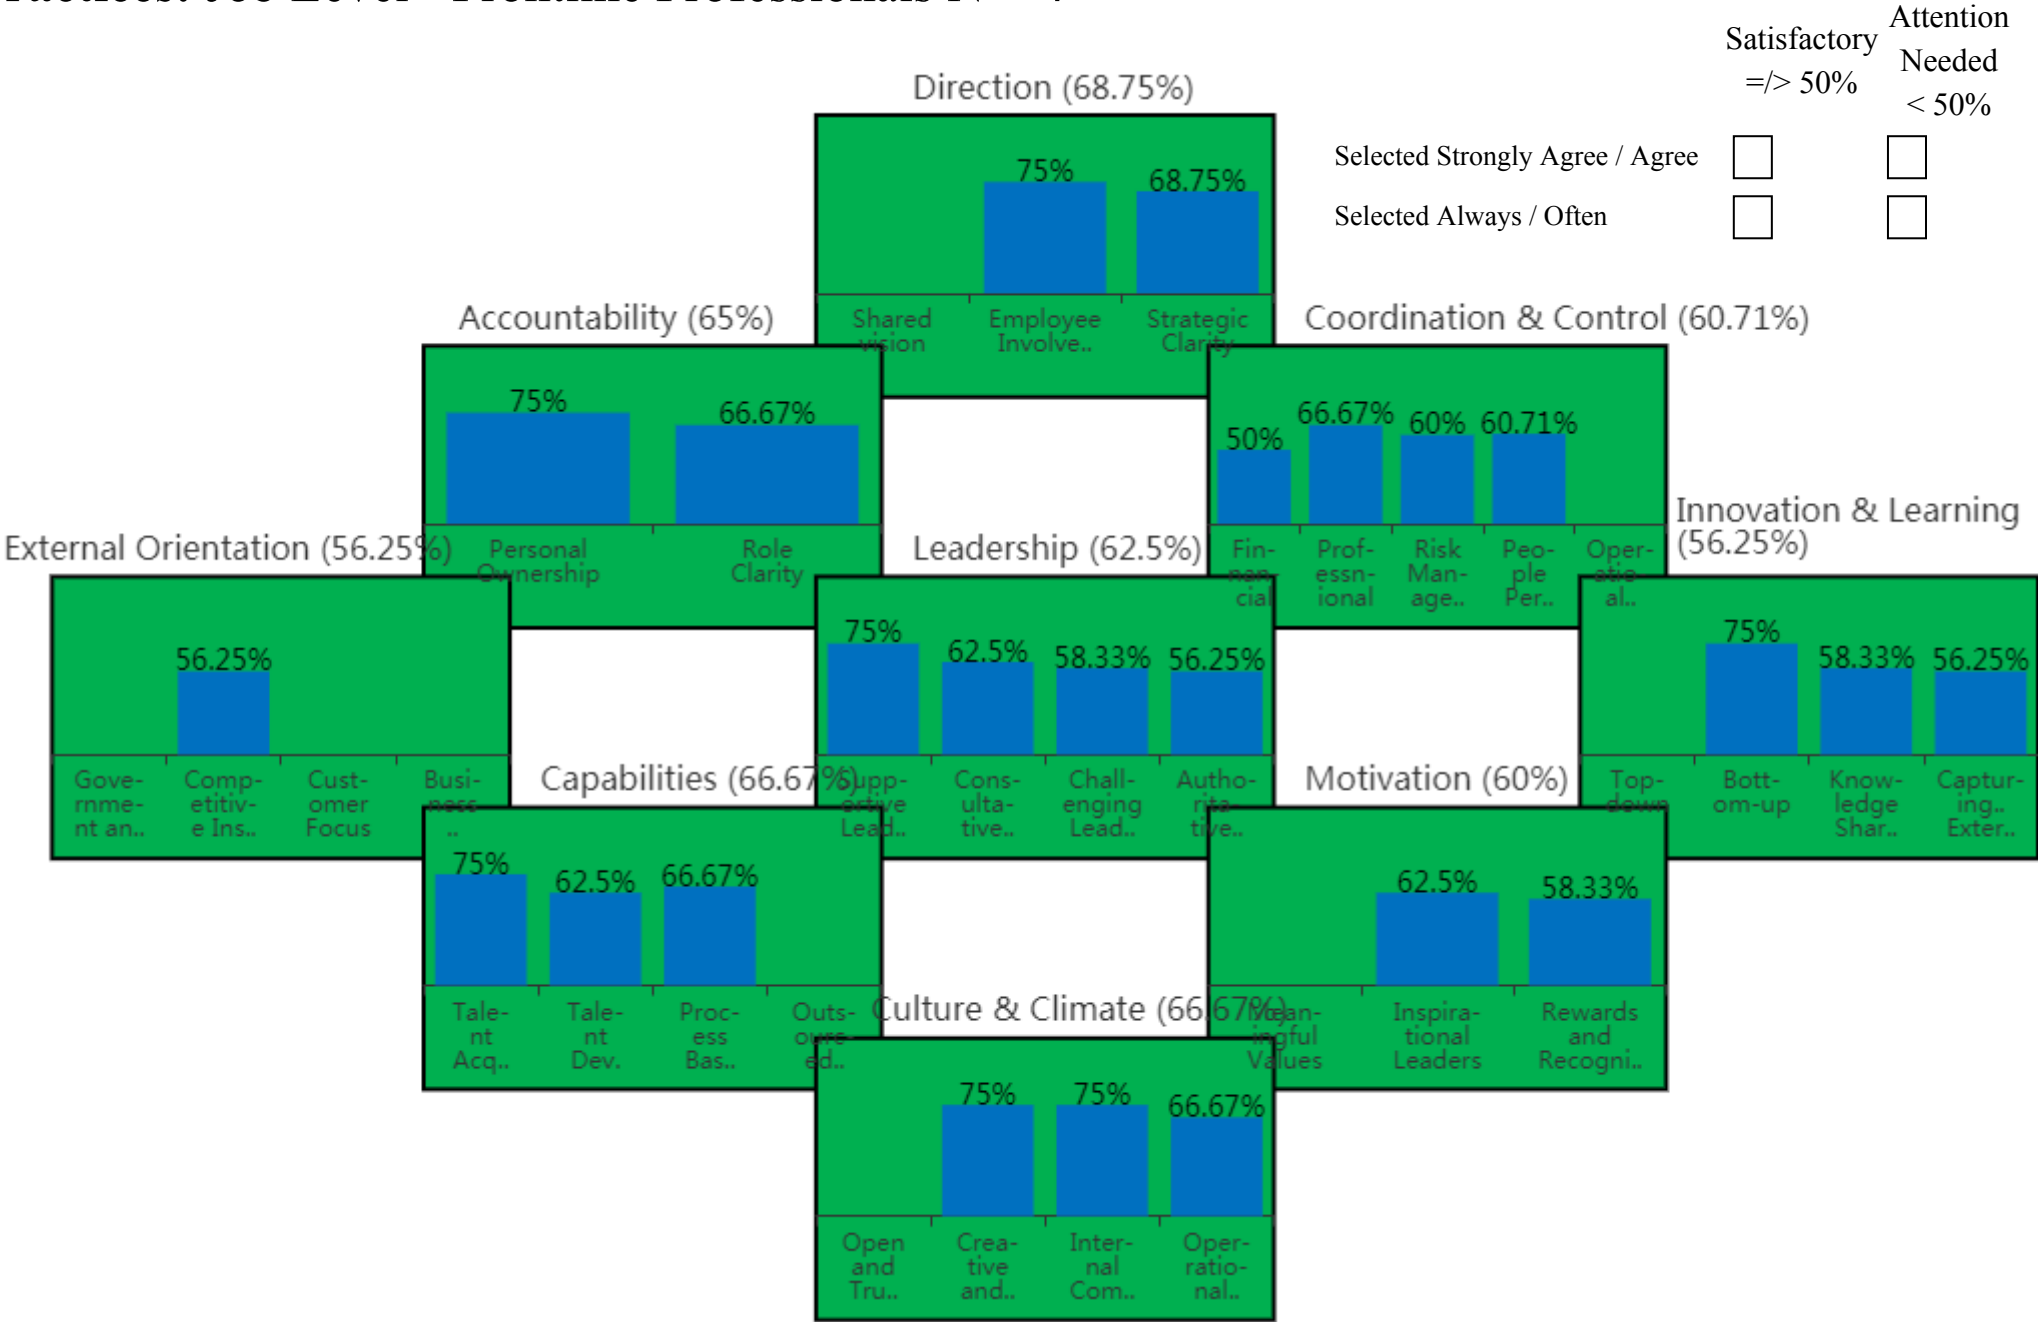 Attention
Satisfactory
Needed
=/> 50%
< 50%
Selected Strongly Agree / Agree
Selected Always / Often
Direction (68.75%)
75%
68.75%
Shared
vision
Employee
Involve..
Strategic
Clarity
Accountability (65%)
75%
66.67%
Personal
Ownership
Role
Clarity
Coordination & Control (60.71%)
50%
66.67%
60%
60.71%
Fin-
nan-
cial
Prof-
essn-
ional
Risk
Man-
age..
Peo-
ple
Per..
Oper-
atio-
al..
External Orientation (56.25%)
56.25%
Gove-
rnme-
nt an..
Comp-
etitiv-
e Ins..
Cust-
omer
Focus
Busi-
ness
..
Leadership (62.5%)
75%
62.5%
58.33%
56.25%
Supp-
ortive
Lead..
Cons-
ulta-
tive..
Chall-
enging
Lead..
Autho-
rita-
tive..
Innovation & Learning
(56.25%)
75%
58.33%
56.25%
Top-
down
Bott-
om-up
Know-
ledge
Shar..
Captur-
ing..
Exter..
Capabilities (66.67%)
75%
62.5%
66.67%
Tale-
nt
Acq..
Tale-
nt
Dev.
Proc-
ess
Bas..
Outs-
ourc-
ed..
Motivation (60%)
62.5%
58.33%
Mean-
ingful
Values
Inspira-
tional
Leaders
Rewards
and
Recogni..
Culture & Climate (66.67%)
75%
75%
66.67%
Open
and
Tru..
Crea-
tive
and..
Inter-
nal
Com..
Oper-
ratio-
nal..